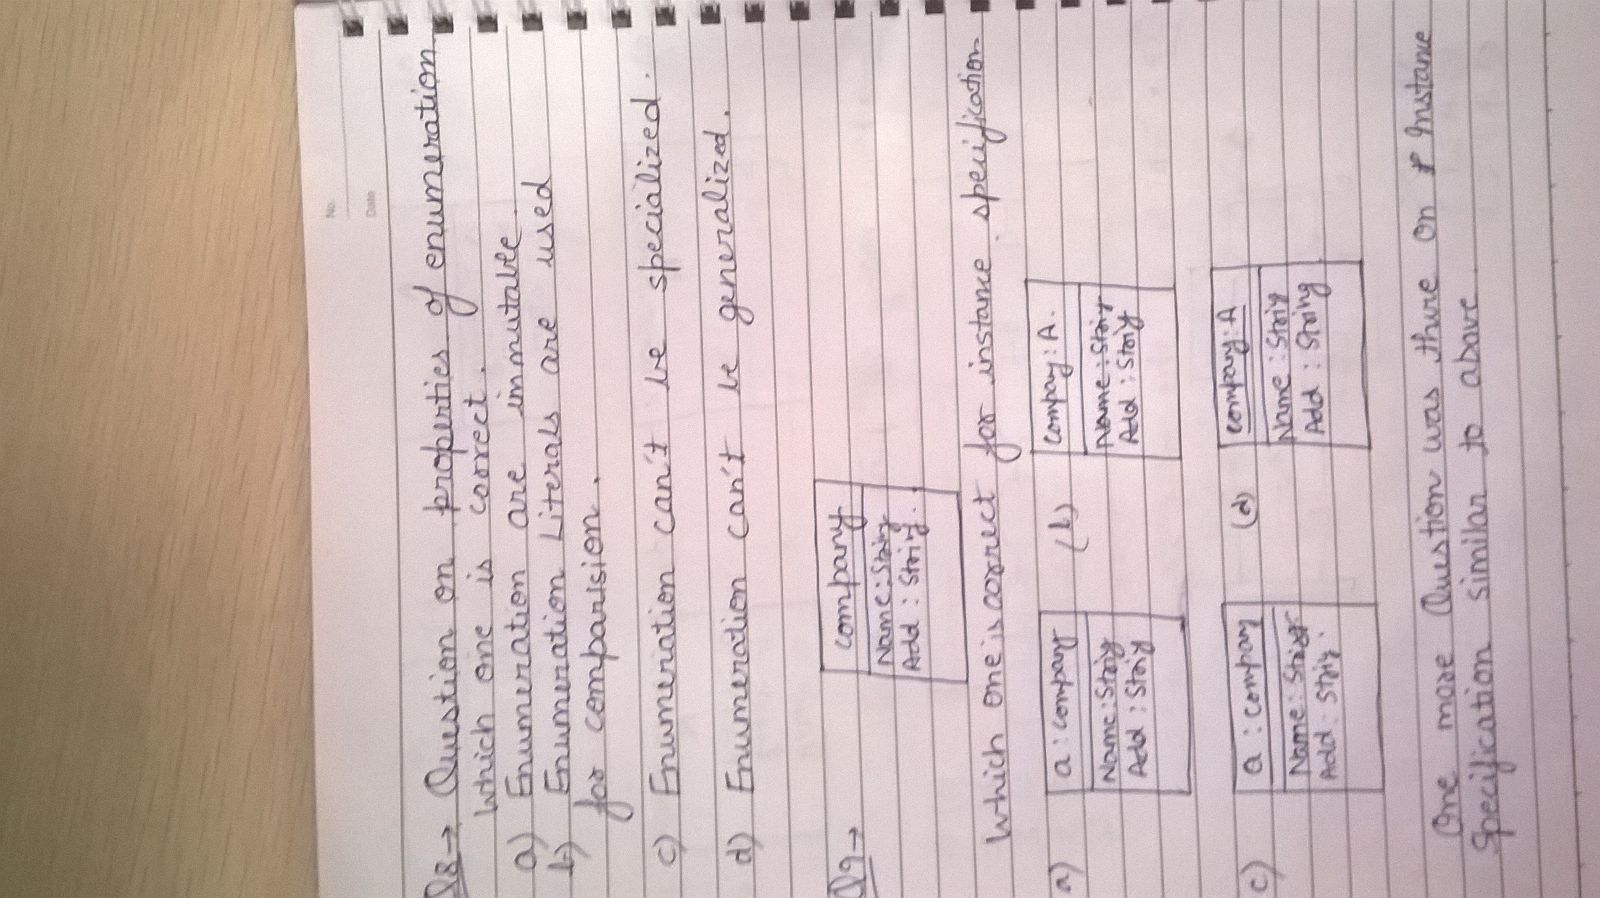 No.
Date
Q8→ Question on properties of enumeration
which one is correct.
a) Enumeration are immutable.
b) Enumeration Literals are used
for comparision.
c) Enumeration can't be specialized.
d) Enumeration can't be generalized.
Q9→
Company
Name: String
Add : String.
Which one is correct for instance specification
a)
a : Company
Name: String
Add : String
(b)
Company: A.
Name: String
Add : String
c)
a : Company
Name: String
Add : String.
(d)
Company: A
Name : String
Add : String
One more Question was there on Instance
Specification similar to above